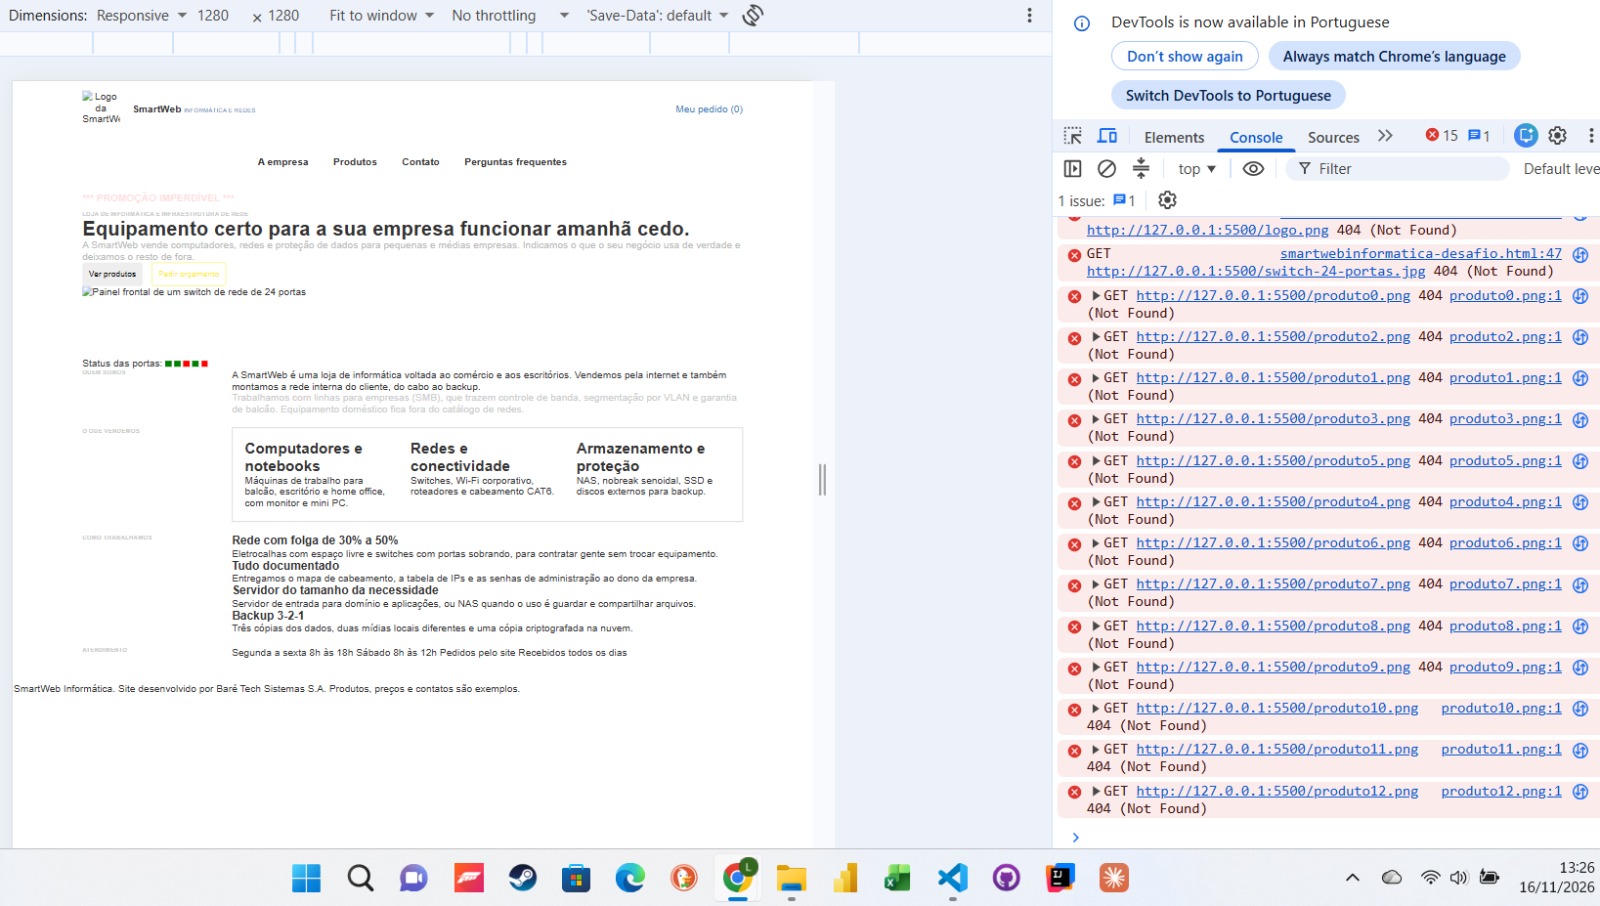 Dimensions: Responsive 1280 × 1280 Fit to window No throttling 'Save-Data': default
Logo da SmartWe
SmartWeb INFORMÁTICA E REDES
Meu pedido (0)
A empresa Produtos Contato Perguntas frequentes
*** PROMOÇÃO IMPERDÍVEL ***
LOJA DE INFORMÁTICA E INFRAESTRUTURA DE REDE
Equipamento certo para a sua empresa funcionar amanhã cedo.
A SmartWeb vende computadores, redes e proteção de dados para pequenas e médias empresas. Indicamos o que o seu negócio usa de verdade e
deixamos o resto de fora.
Ver produtos Pedir orçamento
Painel frontal de um switch de rede de 24 portas
Status das portas:
QUEM SOMOS
A SmartWeb é uma loja de informática voltada ao comércio e aos escritórios. Vendemos pela internet e também
montamos a rede interna do cliente, do cabo ao backup.
Trabalhamos com linhas para empresas (SMB), que trazem controle de banda, segmentação por VLAN e garantia
de balcão. Equipamento doméstico fica fora do catálogo de redes.
O QUE VENDEMOS
Computadores e
notebooks
Máquinas de trabalho para
balcão, escritório e home office,
com monitor e mini PC.
Redes e
conectividade
Switches, Wi-Fi corporativo,
roteadores e cabeamento CAT6.
Armazenamento e
proteção
NAS, nobreak senoidal, SSD e
discos externos para backup.
COMO TRABALHAMOS
Rede com folga de 30% a 50%
Eletrocalhas com espaço livre e switches com portas sobrando, para contratar gente sem trocar equipamento.
Tudo documentado
Entregamos o mapa de cabeamento, a tabela de IPs e as senhas de administração ao dono da empresa.
Servidor do tamanho da necessidade
Servidor de entrada para domínio e aplicações, ou NAS quando o uso é guardar e compartilhar arquivos.
Backup 3-2-1
Três cópias dos dados, duas mídias locais diferentes e uma cópia criptografada na nuvem.
ATENDIMENTO
Segunda a sexta 8h às 18h Sábado 8h às 12h Pedidos pelo site Recebidos todos os dias
SmartWeb Informática. Site desenvolvido por Baré Tech Sistemas S.A. Produtos, preços e contatos são exemplos.
DevTools is now available in Portuguese
Don't show again Always match Chrome's language
Switch DevTools to Portuguese
Elements Console Sources 15 1
top Filter Default leve
1 issue: 1
http://127.0.0.1:5500/logo.png 404 (Not Found)
GET smartwebinformatica-desafio.html:47
http://127.0.0.1:5500/switch-24-portas.jpg 404 (Not Found)
GET http://127.0.0.1:5500/produto0.png 404 produto0.png:1
(Not Found)
GET http://127.0.0.1:5500/produto2.png 404 produto2.png:1
(Not Found)
GET http://127.0.0.1:5500/produto1.png 404 produto1.png:1
(Not Found)
GET http://127.0.0.1:5500/produto3.png 404 produto3.png:1
(Not Found)
GET http://127.0.0.1:5500/produto5.png 404 produto5.png:1
(Not Found)
GET http://127.0.0.1:5500/produto4.png 404 produto4.png:1
(Not Found)
GET http://127.0.0.1:5500/produto6.png 404 produto6.png:1
(Not Found)
GET http://127.0.0.1:5500/produto7.png 404 produto7.png:1
(Not Found)
GET http://127.0.0.1:5500/produto8.png 404 produto8.png:1
(Not Found)
GET http://127.0.0.1:5500/produto9.png 404 produto9.png:1
(Not Found)
GET http://127.0.0.1:5500/produto10.png produto10.png:1
404 (Not Found)
GET http://127.0.0.1:5500/produto11.png produto11.png:1
404 (Not Found)
GET http://127.0.0.1:5500/produto12.png produto12.png:1
404 (Not Found)
L
IJ
13:26
16/11/2026